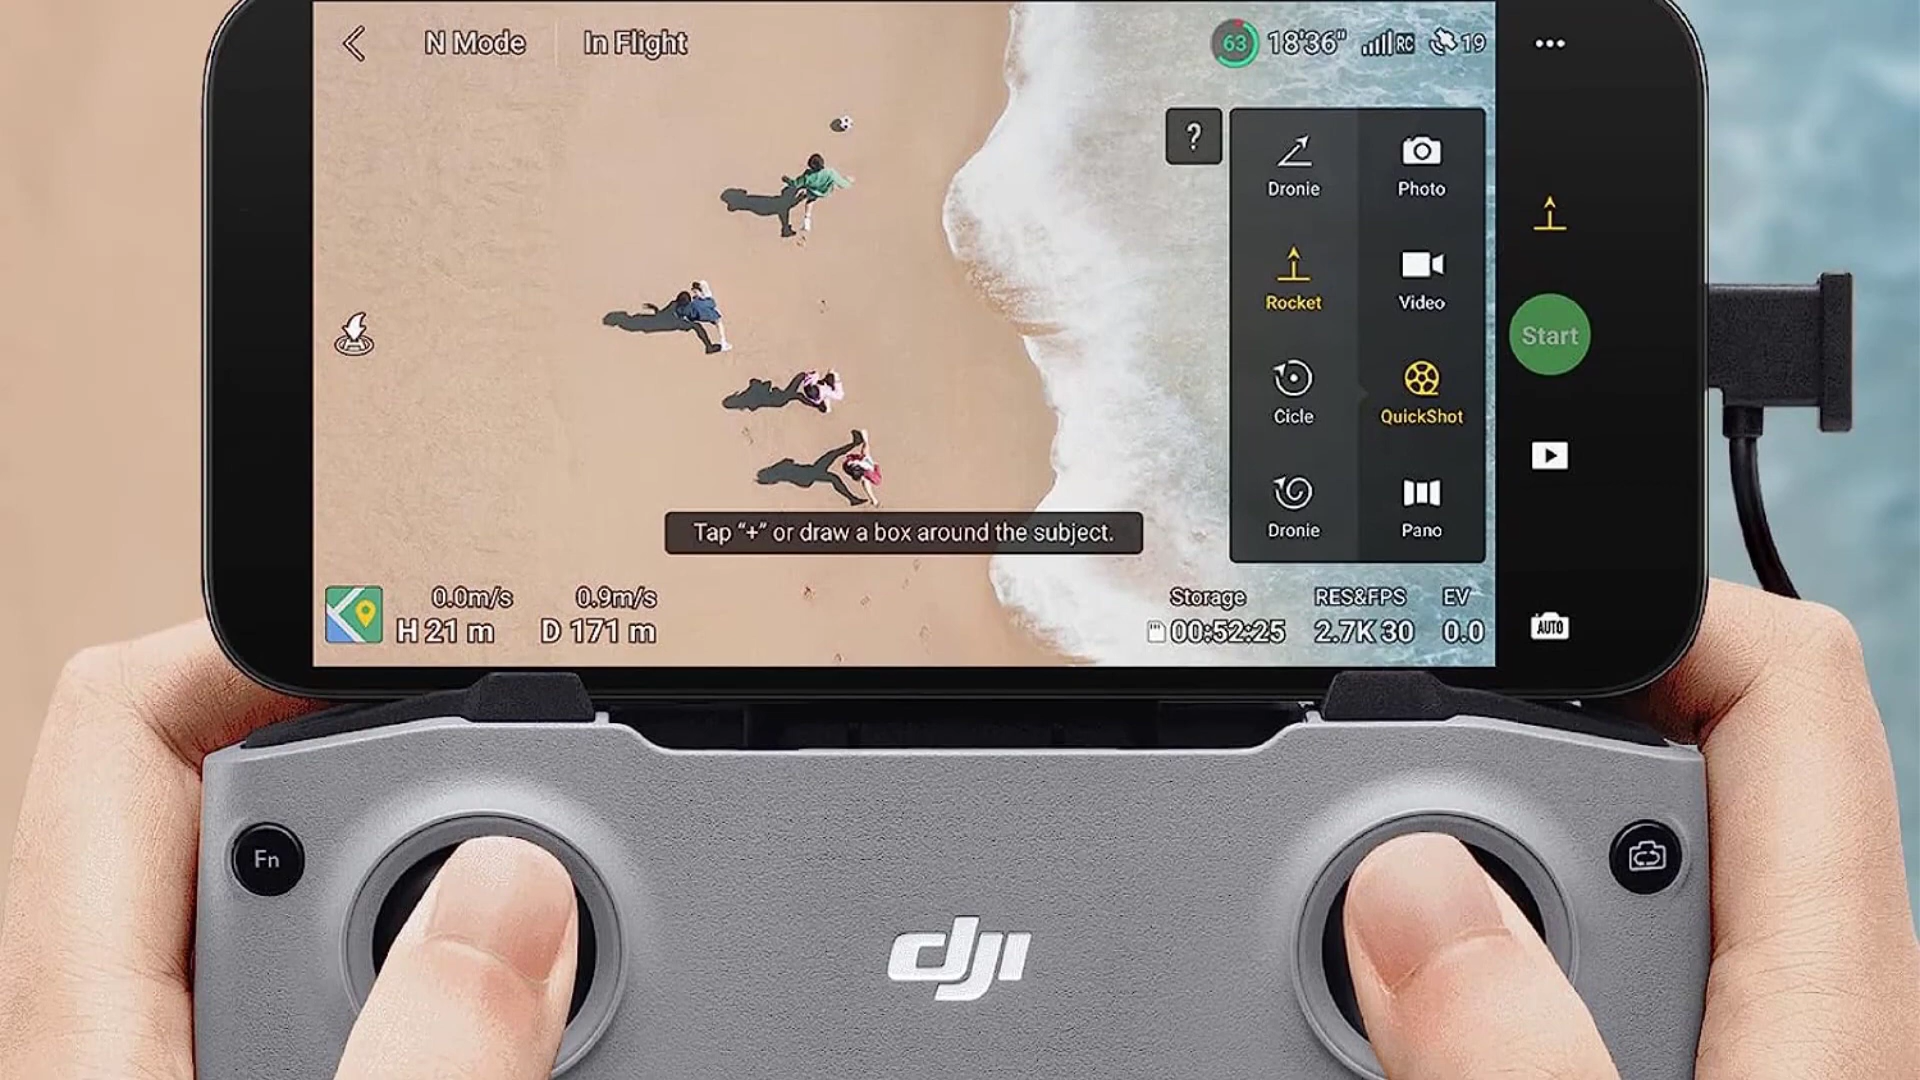 N Mode
In Flight
63
18'36"
RC
19
?
Dronie
Photo
Rocket
Video
Start
Cicle
QuickShot
Dronie
Pano
Tap “+” or draw a box around the subject.
0.0m/s
0.9m/s
H 21 m
D 171 m
Storage
RES&FPS
EV
00:52:25
2.7K 30
0.0
AUTO
Fn
dji